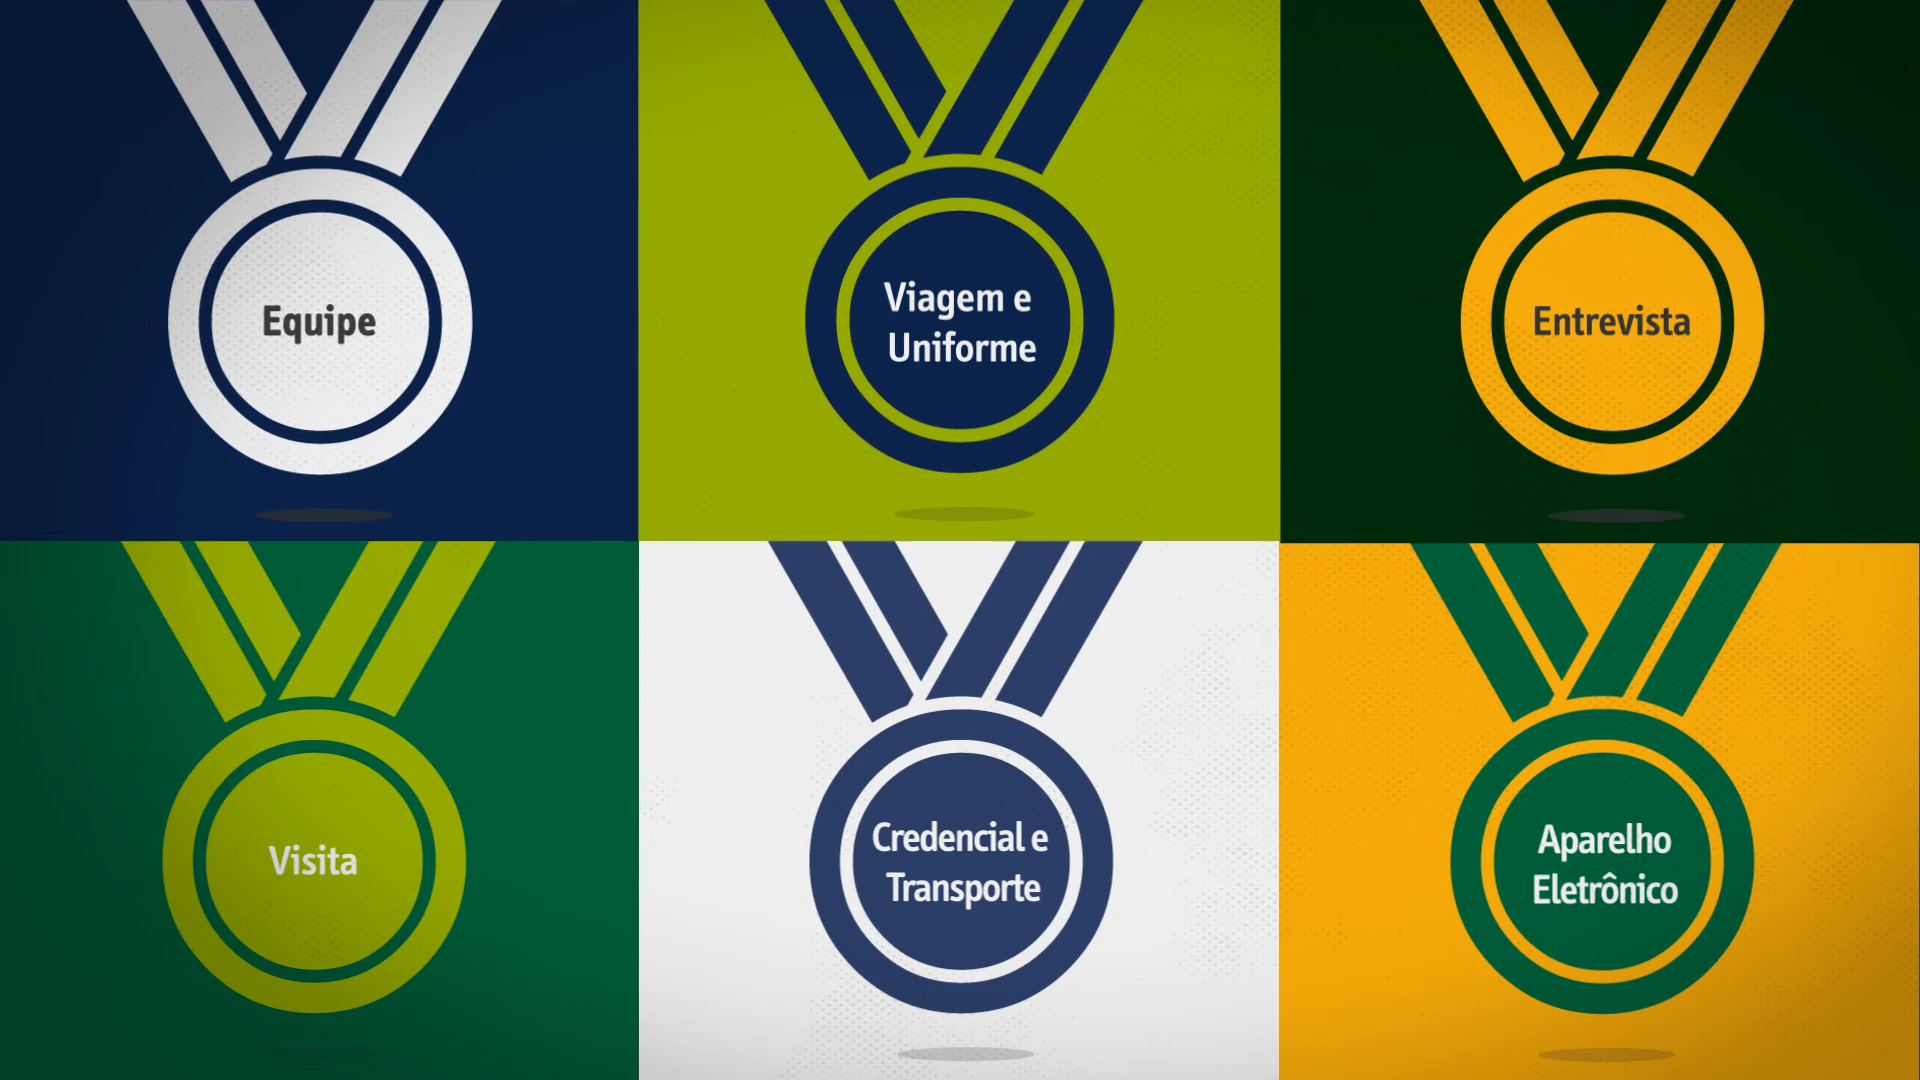 Equipe
Viagem e
Uniforme
Entrevista
Visita
Credencial e
Transporte
Aparelho
Eletrônico